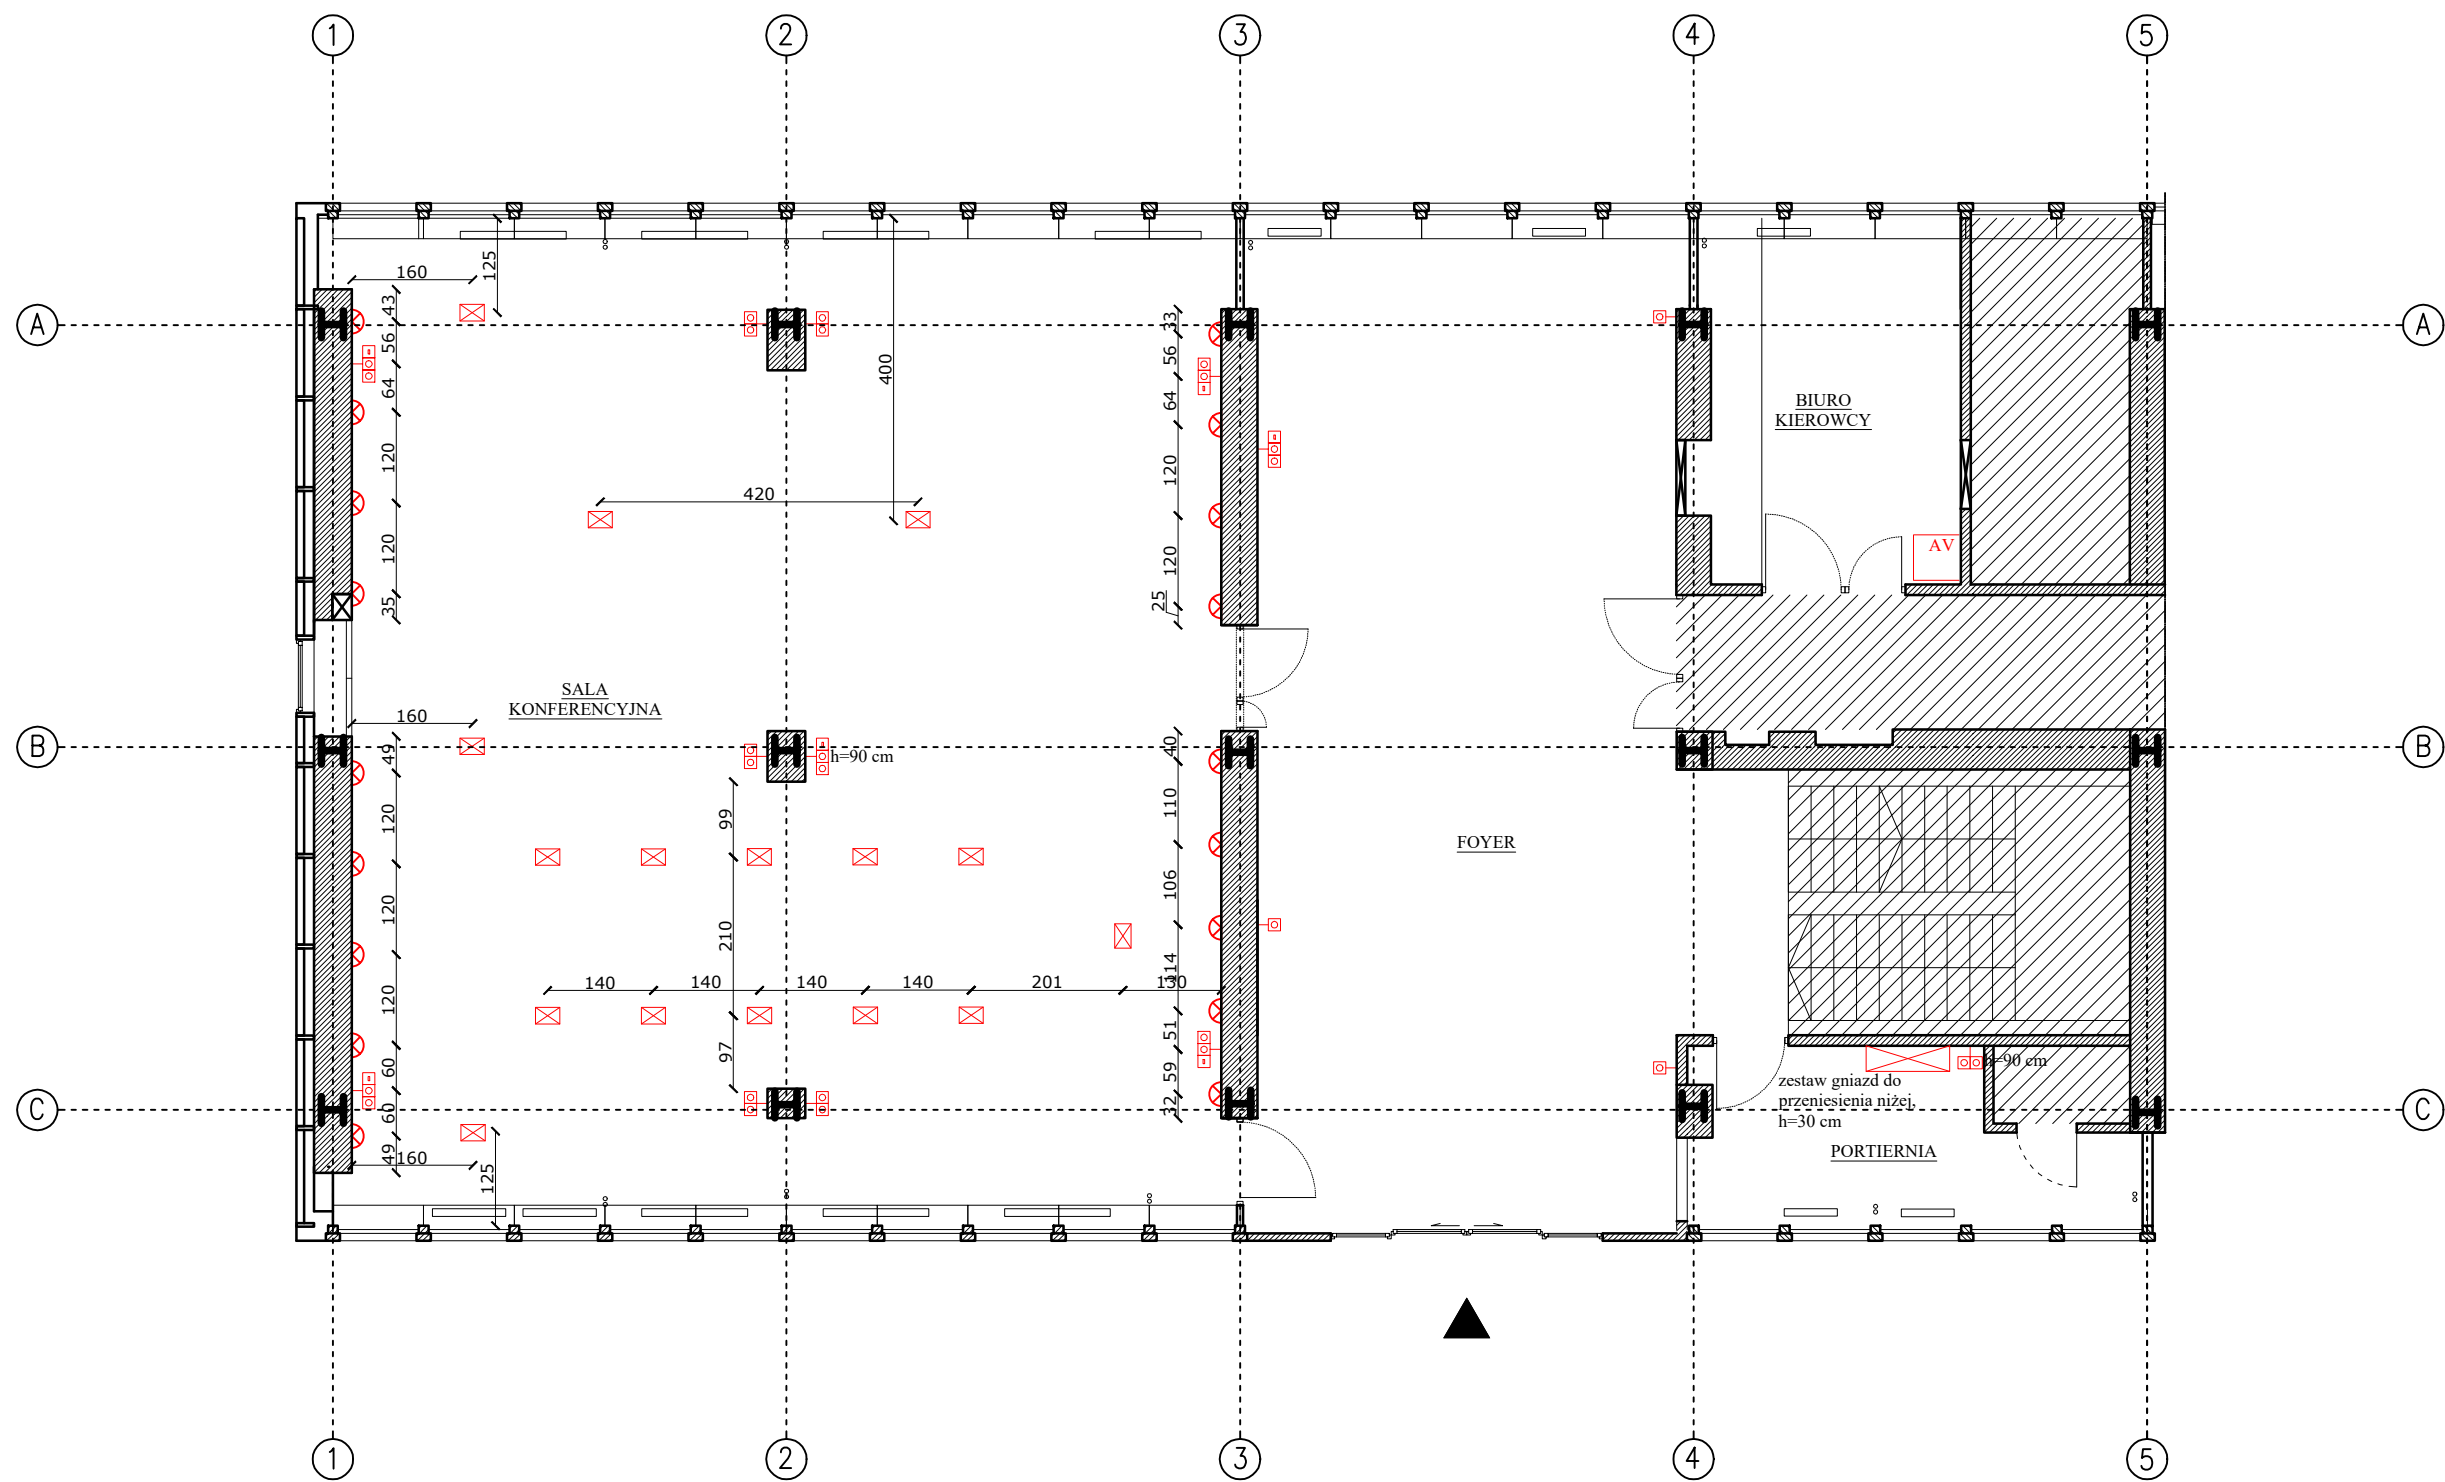 1 2 3 4 5
160
125
43
33
A A
56
56
400
64
64
BIURO
KIEROWCY
120
120
420
AV
120
120
35
25
SALA
KONFERENCYJNA
160
B B
49
40
h=90 cm
99
110
120
FOYER
120
106
210
114
140 140 140 140 201 130
120
51
97
60
59
h=90 cm
zestaw gniazd do
przeniesienia niżej,
h=30 cm
C C
60
32
49
160
125
PORTIERNIA
1 2 3 4 5